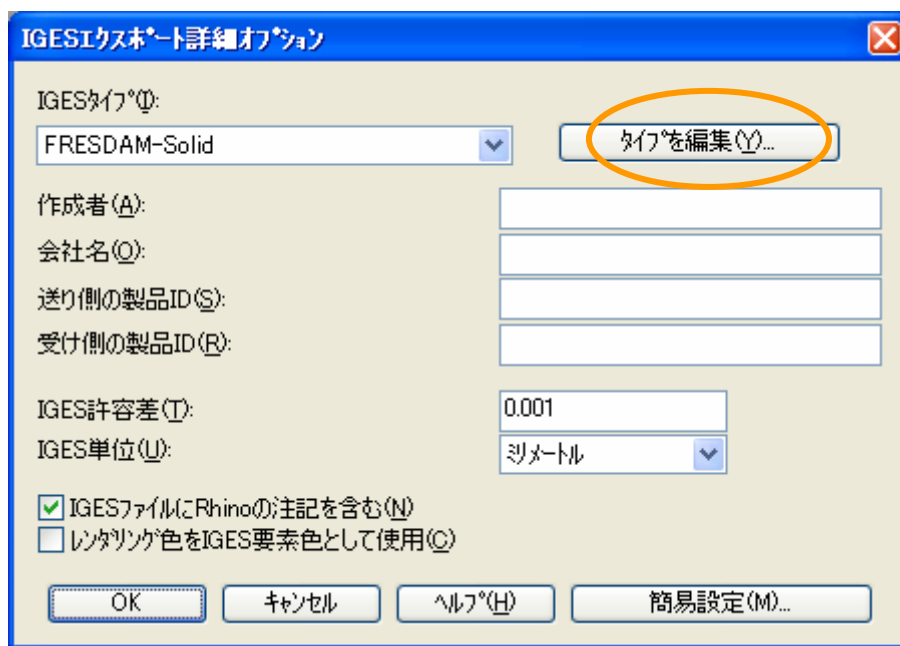 IGESｴｸｽﾎﾟｰﾄ詳細ｵﾌﾟｼｮﾝ
IGESﾀｲﾌﾟ(I):
FRESDAM-Solid
ﾀｲﾌﾟを編集(Y)...
作成者(A):
会社名(O):
送り側の製品ID(S):
受け側の製品ID(R):
IGES許容差(T):
0.001
IGES単位(U):
ﾐﾘﾒｰﾄﾙ
IGESﾌｧｲﾙにRhinoの注記を含む(N)
ﾚﾝﾀﾞﾘﾝｸﾞ色をIGES要素色として使用(C)
OK
ｷｬﾝｾﾙ
ﾍﾙﾌﾟ(H)
簡易設定(M)...